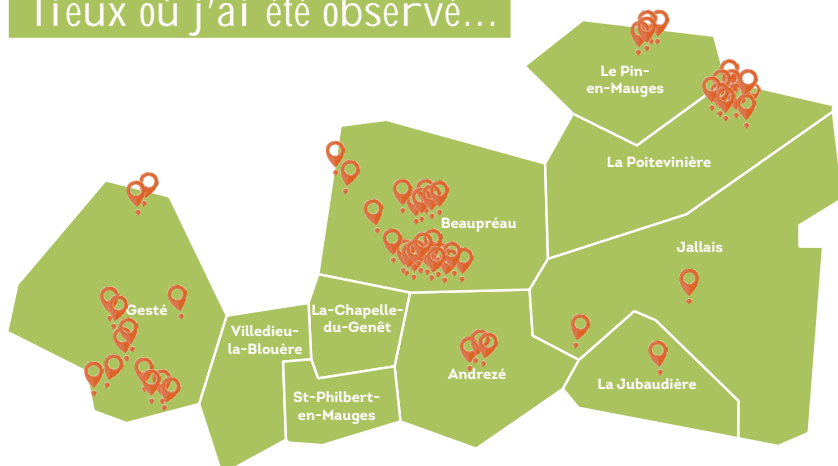 lieux où j'ai été observé...
Le Pin-
en-Mauges
La Poitevinière
Beaupréau
Jallais
Gesté
La-Chapelle-
du-Genêt
Villedieu-
la-Blouère
Andrezé
La Jubaudière
St-Philbert-
en-Mauges